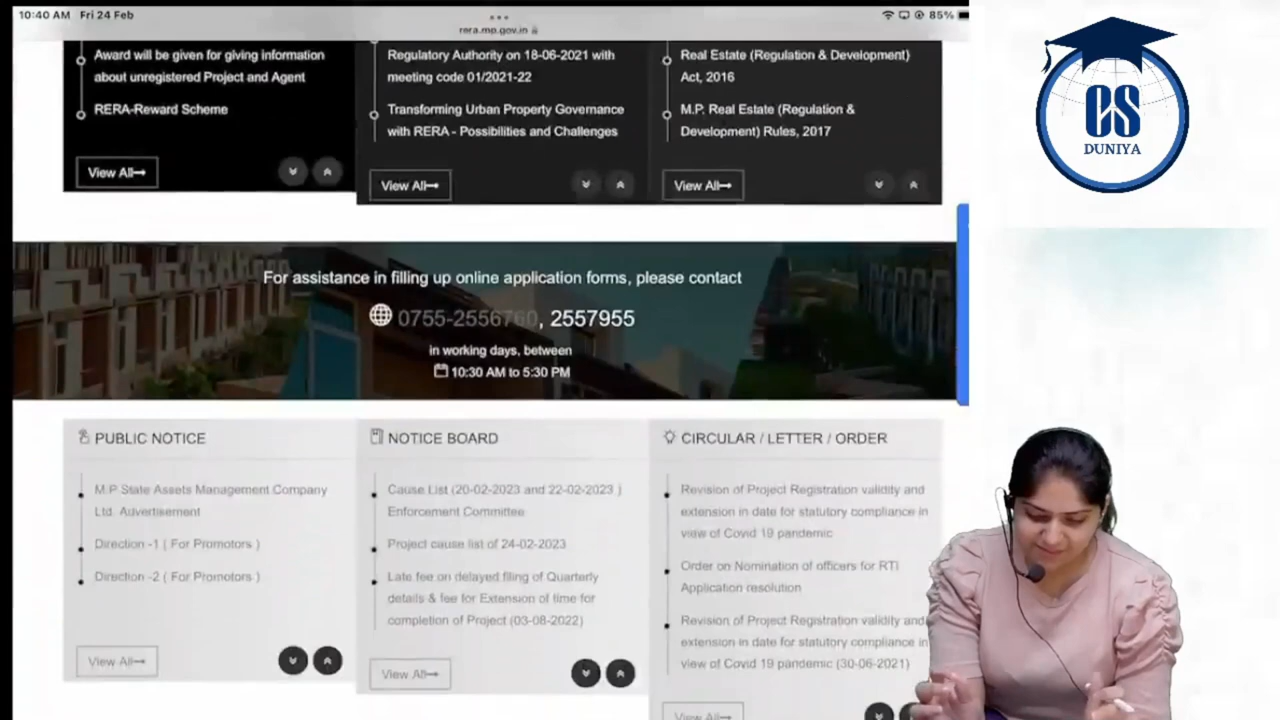 10:40 AM Fri 24 Feb
85%
rera.mp.gov.in
Award will be given for giving information
about unregistered Project and Agent
RERA-Reward Scheme
View All
Regulatory Authority on 18-06-2021 with
meeting code 01/2021-22
Transforming Urban Property Governance
with RERA - Possibilities and Challenges
View All
Real Estate (Regulation & Development)
Act, 2016
M.P. Real Estate (Regulation &
Development) Rules, 2017
View All
CS
DUNIYA
For assistance in filling up online application forms, please contact
0755-2556760, 2557955
in working days, between
10:30 AM to 5:30 PM
PUBLIC NOTICE
M.P State Assets Management Company
Ltd. Advertisement
Direction -1 ( For Promotors )
Direction -2 ( For Promotors )
View All
NOTICE BOARD
Cause List (20-02-2023 and 22-02-2023 )
Enforcement Committee
Project cause list of 24-02-2023
Late fee on delayed filing of Quarterly
details & fee for Extension of time for
completion of Project (03-08-2022)
View All
CIRCULAR / LETTER / ORDER
Revision of Project Registration validity and
extension in date for statutory compliance in
view of Covid 19 pandemic
Order on Nomination of officers for RTI
Application resolution
Revision of Project Registration validity and
extension in date for statutory compliance in
view of Covid 19 pandemic (30-06-2021)
View All